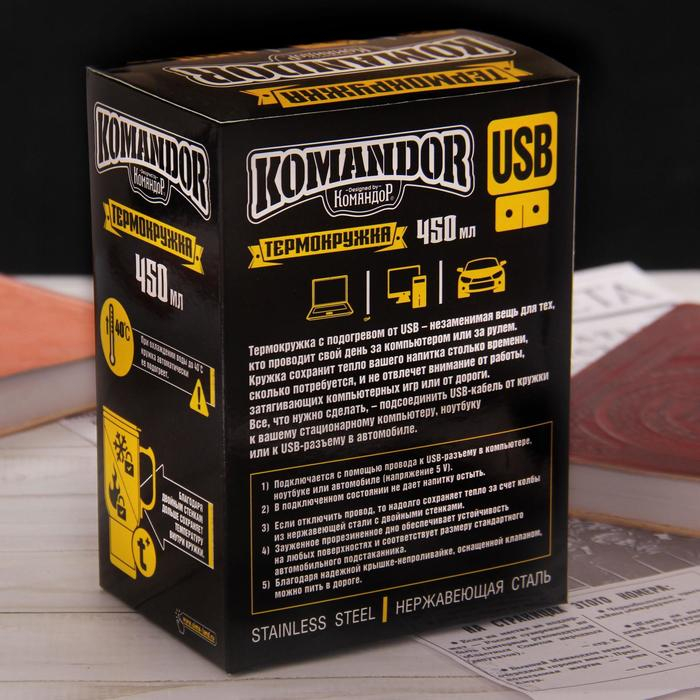 KOMANDOR
ТЕРМОКРУЖКА
KOMANDOR
Designed by
КОМАНДОР
ТЕРМОКРУЖКА
450 мл
40°C
При охлаждении воды до 40°C
кружка автоматически
ее подогреет.
БЛАГОДАРЯ
ДВОЙНЫМ СТЕНКАМ
ДОЛЬШЕ СОХРАНЯЕТ
ТЕМПЕРАТУРУ
ВНУТРИ КРУЖКИ
t°
KOMANDOR
Designed by
КОМАНДОР
USB
ТЕРМОКРУЖКА
450 мл
Термокружка с подогревом от USB – незаменимая вещь для тех,
кто проводит свой день за компьютером или за рулем.
Кружка сохранит тепло вашего напитка столько времени,
сколько потребуется, и не отвлечет внимание от работы,
затягивающих компьютерных игр или от дороги.
Все, что нужно сделать, – подсоединить USB-кабель от кружки
к вашему стационарному компьютеру, ноутбуку
или к USB-разъему в автомобиле.
1) Подключается с помощью провода к USB-разъему в компьютере,
ноутбуке или автомобиле (напряжение 5 V).
2) В подключенном состоянии не дает напитку остыть.
3) Если отключить провод, то надолго сохраняет тепло за счет колбы
из нержавеющей стали с двойными стенками.
4) Зауженное прорезиненное дно обеспечивает устойчивость
на любых поверхностях и соответствует размеру стандартного
автомобильного подстаканника.
5) Благодаря надежной крышке-непроливайке, оснащенной клапаном,
можно пить в дороге.
STAINLESS STEEL | НЕРЖАВЕЮЩАЯ СТАЛЬ
НА СТРАНИЦАХ ЭТОГО НОМЕРА: